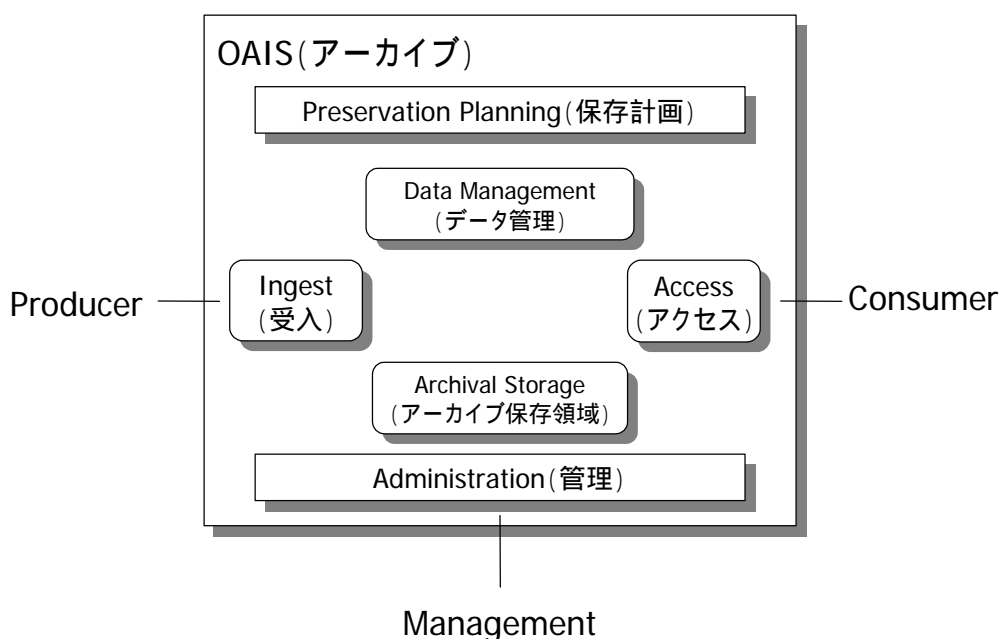 OAIS(アーカイブ)
Preservation Planning(保存計画)
Data Management
(データ管理)
Producer
Ingest
(受入)
Access
(アクセス)
Consumer
Archival Storage
(アーカイブ保存領域)
Administration(管理)
Management